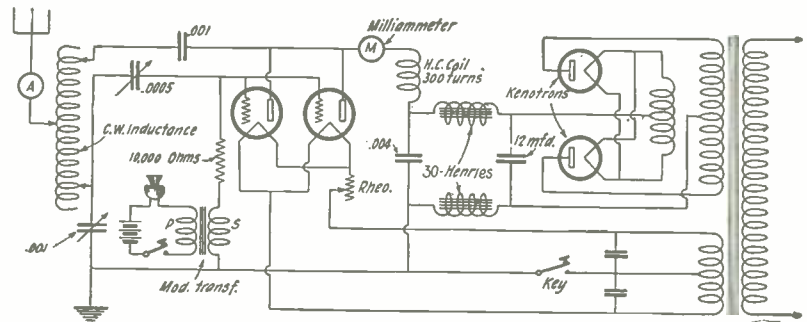 Milliammeter
.001
M
A
.0005
H.C. Coil
300 turns
Kenotrons
C.W. Inductance
10,000 Ohms
.004
30-Henries
12 mfd.
Rheo.
P
S
.001
Mod. transf.
Key